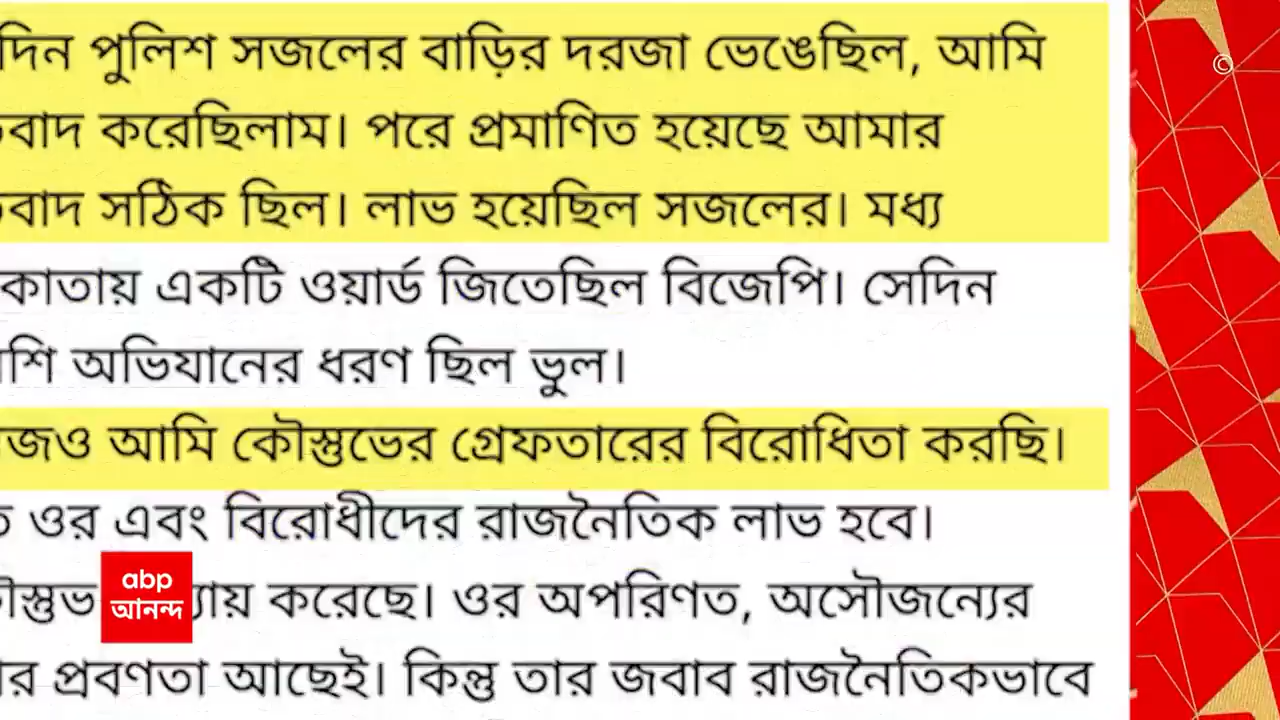 দিন পুলিশ সজলের বাড়ির দরজা ভেঙেছিল, আমি
বাদ করেছিলাম। পরে প্রমাণিত হয়েছে আমার
বাদ সঠিক ছিল। লাভ হয়েছিল সজলের। মধ্য
কাতায় একটি ওয়ার্ড জিতেছিল বিজেপি। সেদিন
শি অভিযানের ধরণ ছিল ভুল।
জও আমি কৌস্তুভের গ্রেফতারের বিরোধিতা করছি।
ওর এবং বিরোধীদের রাজনৈতিক লাভ হবে।
স্তুভ যায় করেছে। ওর অপরিণত, অসৌজন্যের
র প্রবণতা আছেই। কিন্তু তার জবাব রাজনৈতিকভাবে
abp
আনন্দ
©